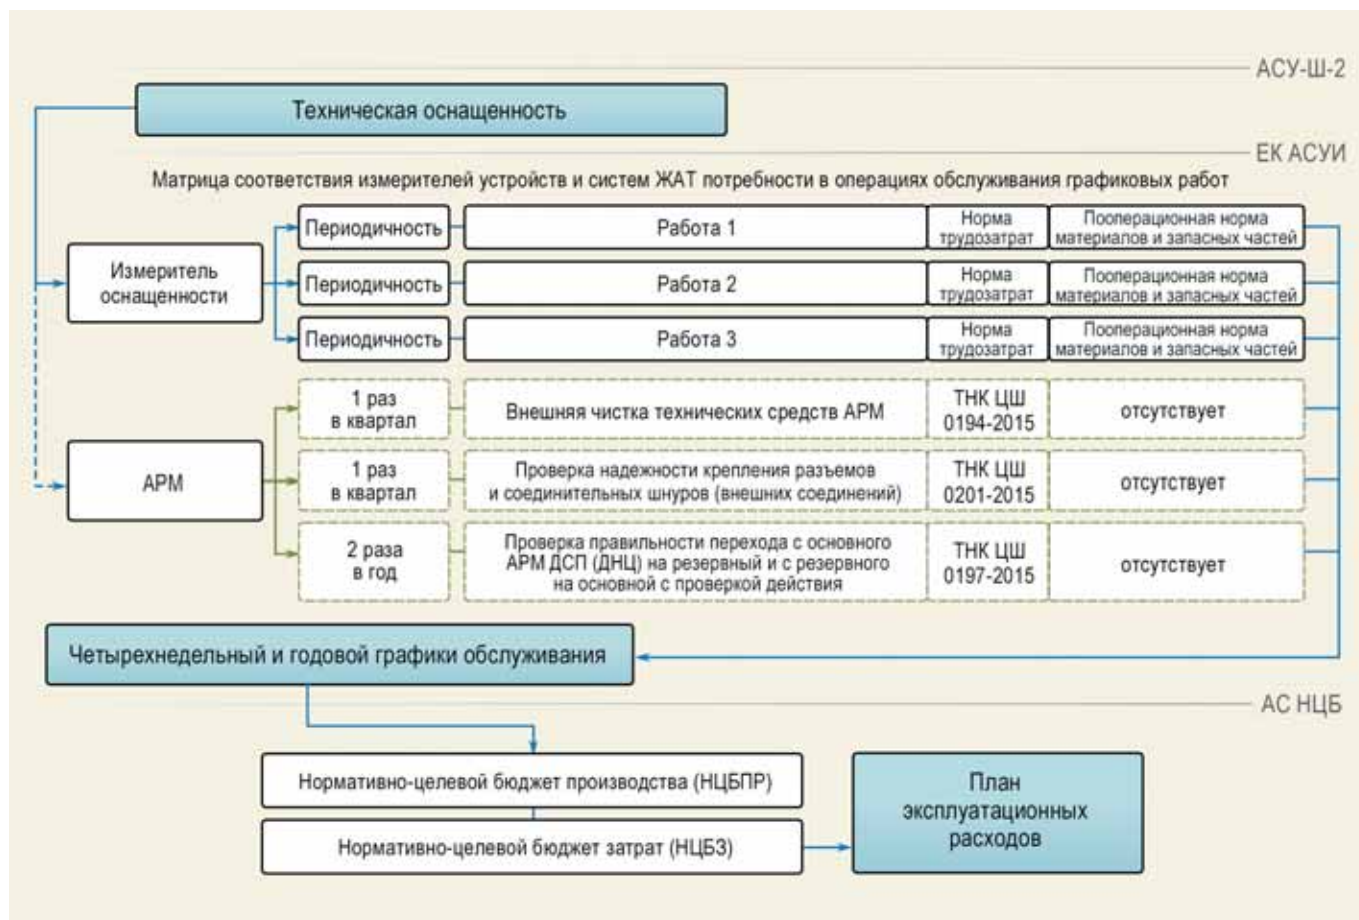 АСУ-Ш-2
Техническая оснащенность
ЕК АСУИ
Матрица соответствия измерителей устройств и систем ЖАТ потребности в операциях обслуживания графиковых работ
Измеритель
оснащенности
Периодичность
Работа 1
Норма
трудозатрат
Пооперационная норма
материалов и запасных частей
Периодичность
Работа 2
Норма
трудозатрат
Пооперационная норма
материалов и запасных частей
Периодичность
Работа 3
Норма
трудозатрат
Пооперационная норма
материалов и запасных частей
АРМ
1 раз
в квартал
Внешняя чистка технических средств АРМ
ТНК ЦШ
0194-2015
отсутствует
1 раз
в квартал
Проверка надежности крепления разъемов
и соединительных шнуров (внешних соединений)
ТНК ЦШ
0201-2015
отсутствует
2 раза
в год
Проверка правильности перехода с основного
АРМ ДСП (ДНЦ) на резервный и с резервного
на основной с проверкой действия
ТНК ЦШ
0197-2015
отсутствует
Четырехнедельный и годовой графики обслуживания
АС НЦБ
Нормативно-целевой бюджет производства (НЦБПР)
Нормативно-целевой бюджет затрат (НЦБЗ)
План
эксплуатационных
расходов